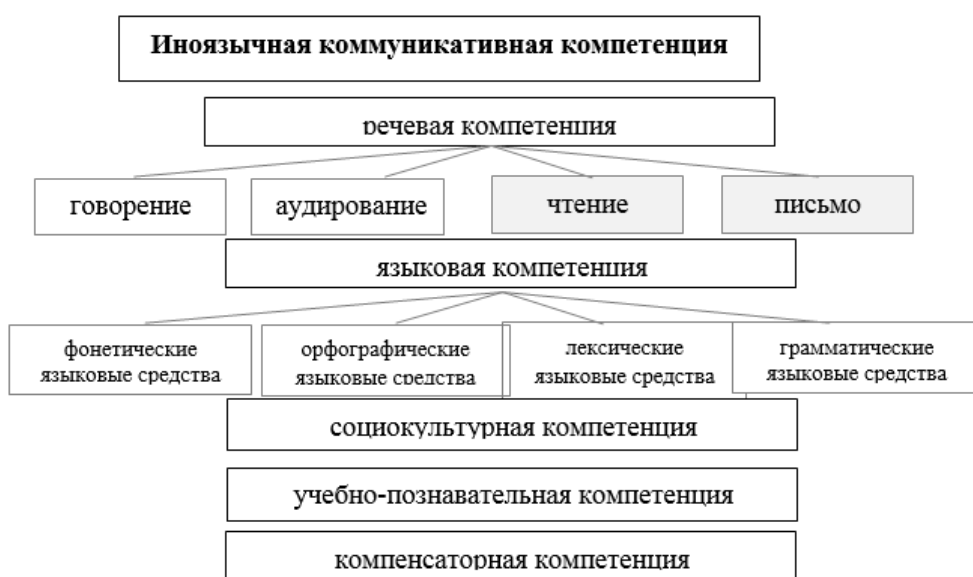 Иноязычная коммуникативная компетенция
речевая компетенция
говорение
аудирование
чтение
письмо
языковая компетенция
фонетические
языковые средства
орфографические
языковые средства
лексические
языковые средства
грамматические
языковые средства
социокультурная компетенция
учебно-познавательная компетенция
компенсаторная компетенция